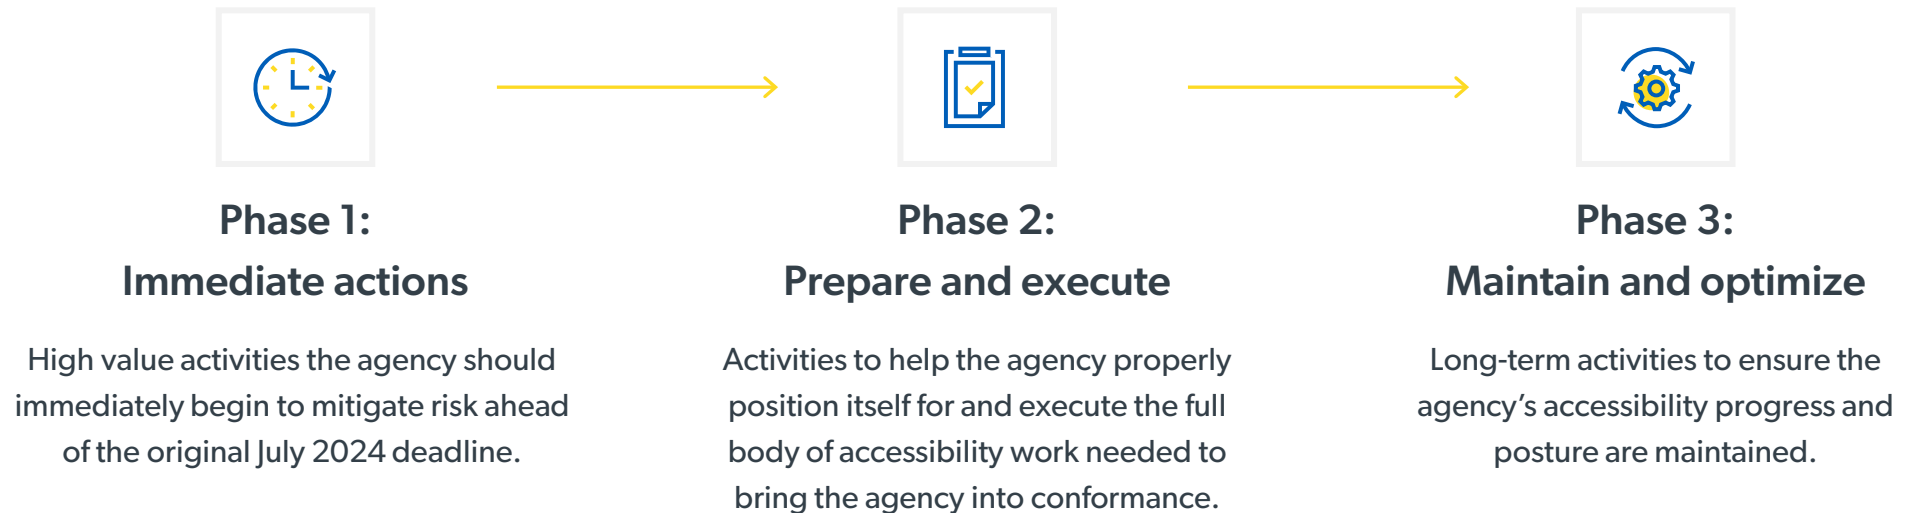 Phase 1:
Immediate actions
High value activities the agency should
immediately begin to mitigate risk ahead
of the original July 2024 deadline.
Phase 2:
Prepare and execute
Activities to help the agency properly
position itself for and execute the full
body of accessibility work needed to
bring the agency into conformance.
Phase 3:
Maintain and optimize
Long-term activities to ensure the
agency’s accessibility progress and
posture are maintained.